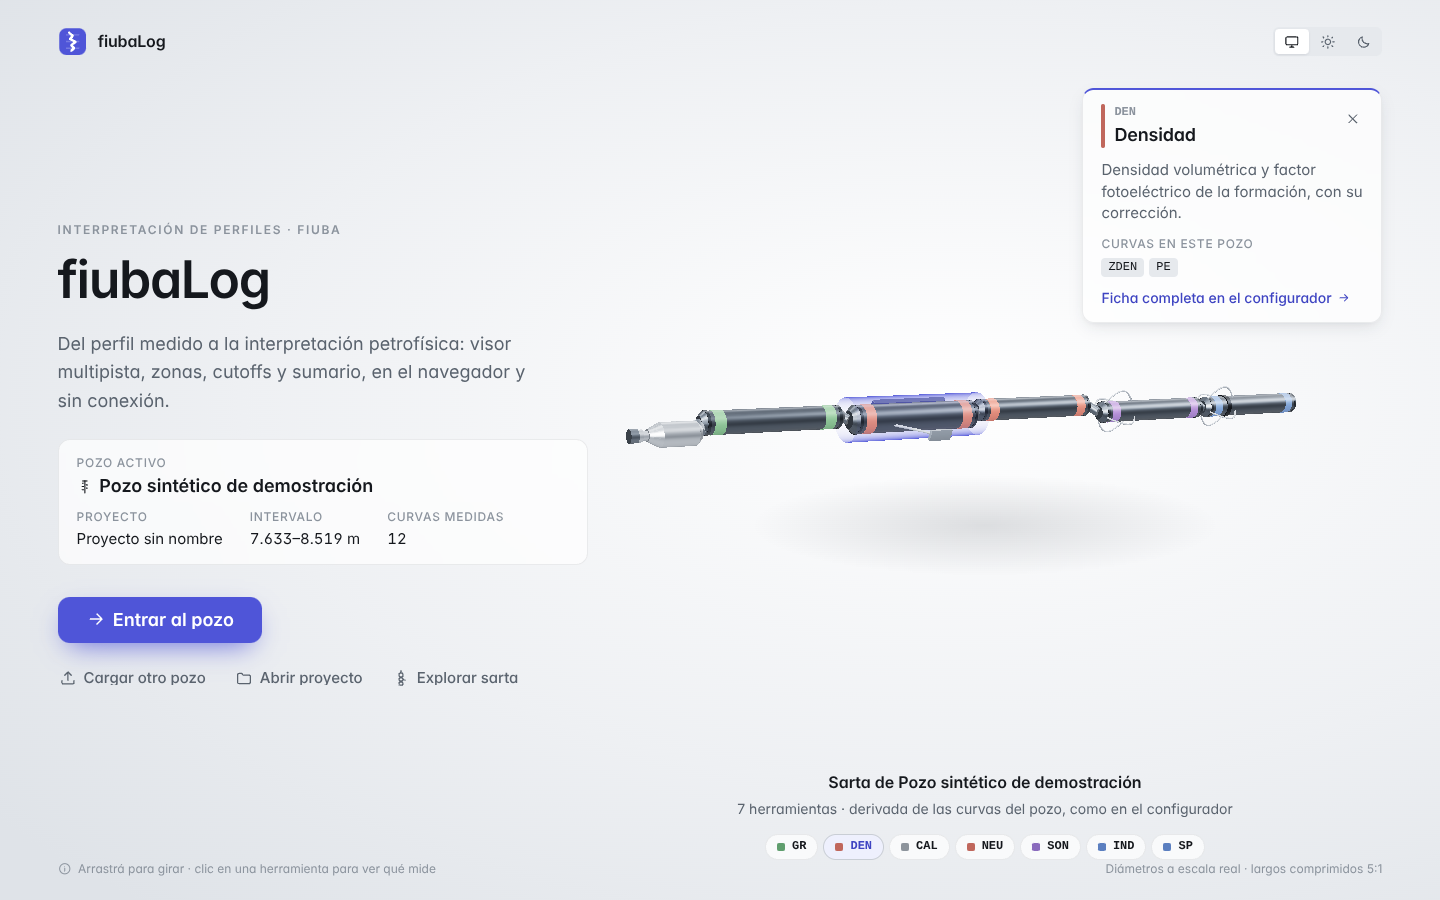 fiubaLog
DEN
Densidad
Densidad volumétrica y factor
fotoeléctrico de la formación, con su
corrección.
CURVAS EN ESTE POZO
ZDEN PE
Ficha completa en el configurador →
INTERPRETACIÓN DE PERFILES · FIUBA
fiubaLog
Del perfil medido a la interpretación petrofísica: visor
multipista, zonas, cutoffs y sumario, en el navegador y
sin conexión.
POZO ACTIVO
Pozo sintético de demostración
PROYECTO INTERVALO CURVAS MEDIDAS
Proyecto sin nombre 7.633–8.519 m 12
→ Entrar al pozo
Cargar otro pozo Abrir proyecto Explorar sarta
Sarta de Pozo sintético de demostración
7 herramientas · derivada de las curvas del pozo, como en el configurador
GR DEN CAL NEU SON IND SP
Arrastrá para girar · clic en una herramienta para ver qué mide
Diámetros a escala real · largos comprimidos 5:1